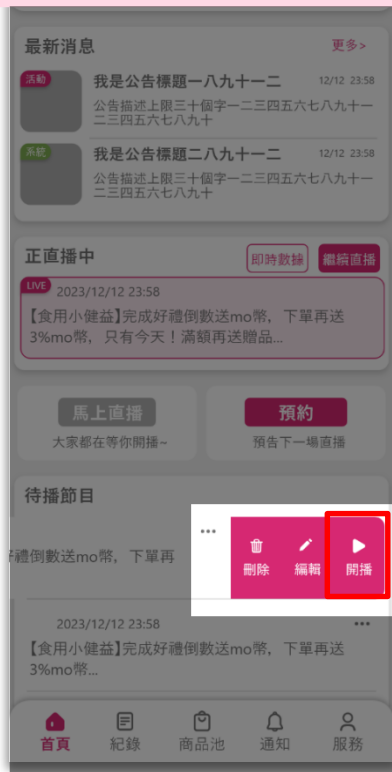 最新消息
更多>
活動
我是公告標題一八九十一二
12/12 23:58
公告描述上限三十個字一二三四五六七八九十一
二三四五六七八九十
系統
我是公告標題二八九十一二
12/12 23:58
公告描述上限三十個字一二三四五六七八九十一
二三四五六七八九十
正直播中
即時數據
繼續直播
LIVE
2023/12/12 23:58
【食用小健益】完成好禮倒數送mo幣，下單再送
3%mo幣，只有今天！滿額再送贈品...
馬上直播
大家都在等你開播~
預約
預告下一場直播
待播節目
...
好禮倒數送mo幣，下單再
刪除
編輯
開播
2023/12/12 23:58
...
【食用小健益】完成好禮倒數送mo幣，下單再送
3%mo幣...
首頁
紀錄
商品池
通知
服務